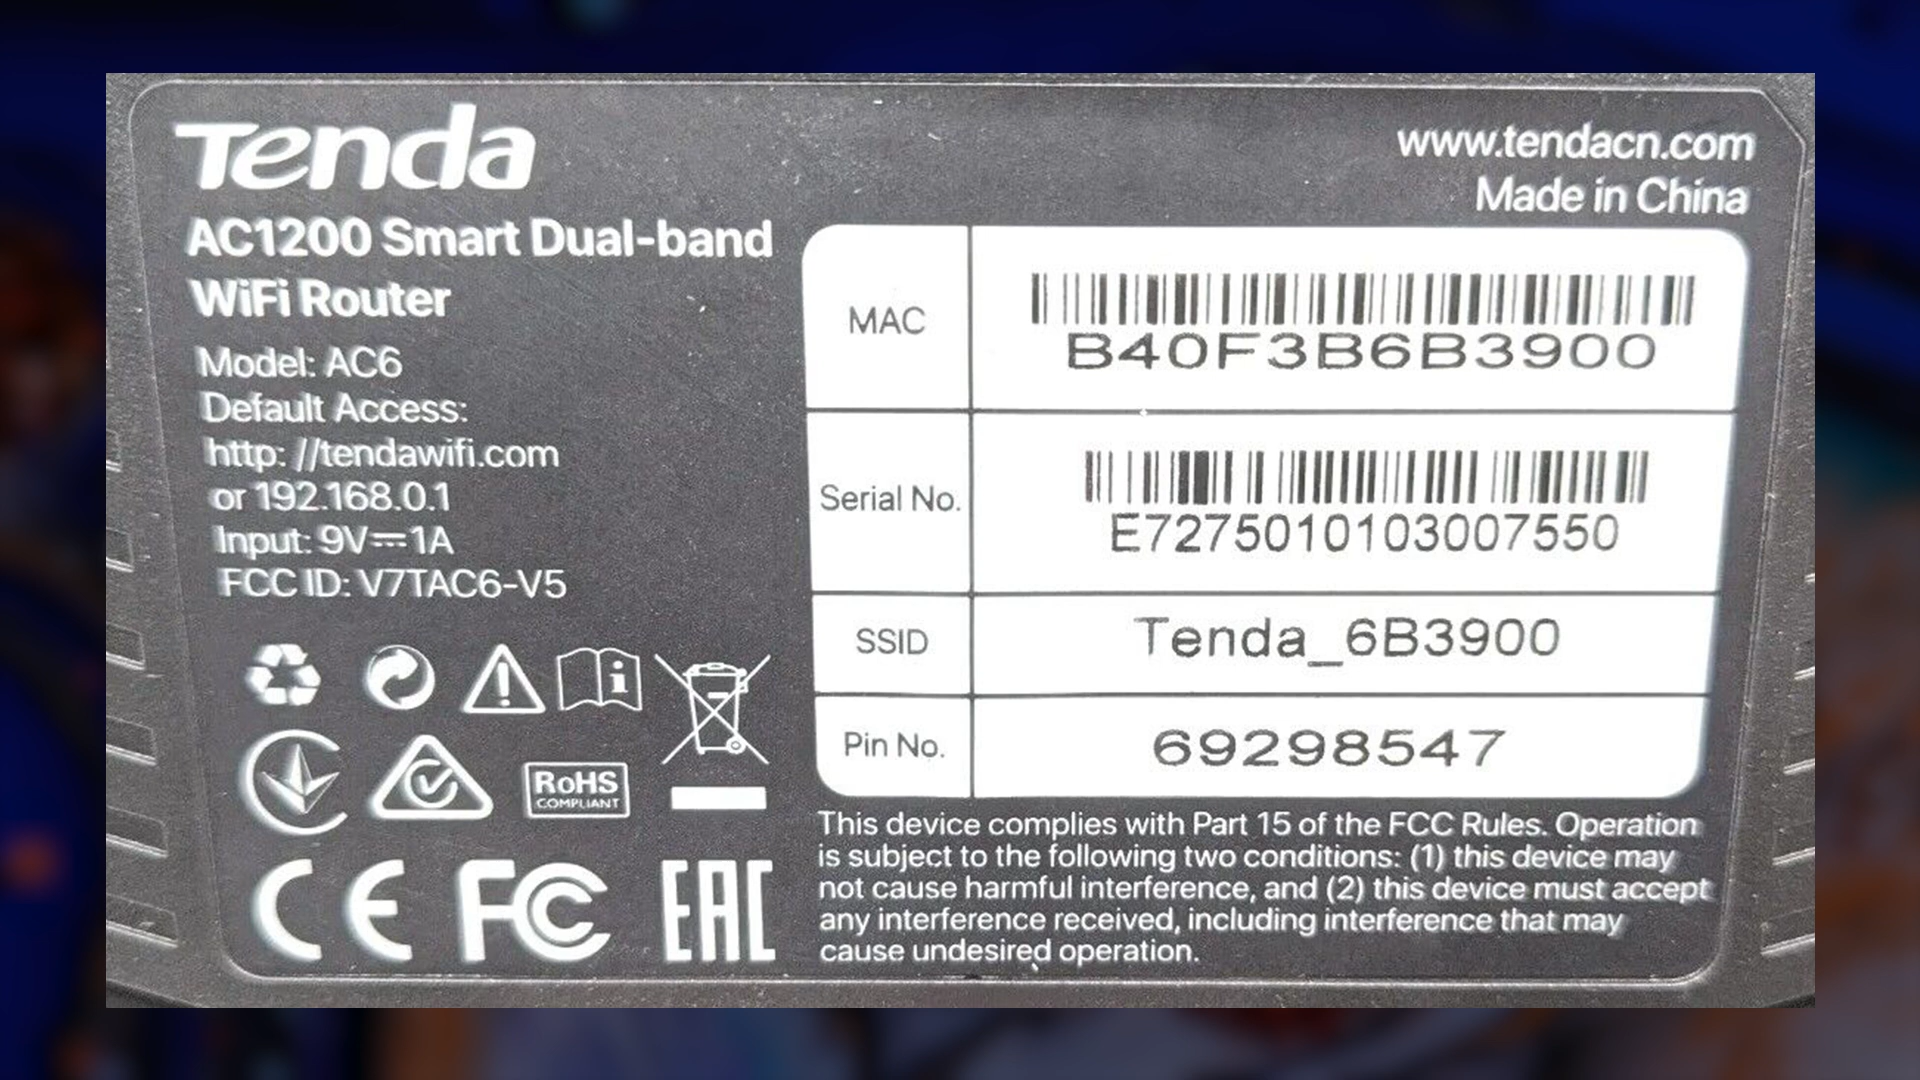 Tenda
www.tendacn.com
Made in China
AC1200 Smart Dual-band
WiFi Router
Model: AC6
Default Access:
http: //tendawifi.com
or 192.168.0.1
Input: 9V⎓1A
FCC ID: V7TAC6-V5
MAC
B40F3B6B3900
Serial No.
E7275010103007550
SSID
Tenda_6B3900
Pin No.
69298547
RoHS
COMPLIANT
CE FC EAC
This device complies with Part 15 of the FCC Rules. Operation
is subject to the following two conditions: (1) this device may
not cause harmful interference, and (2) this device must accept
any interference received, including interference that may
cause undesired operation.